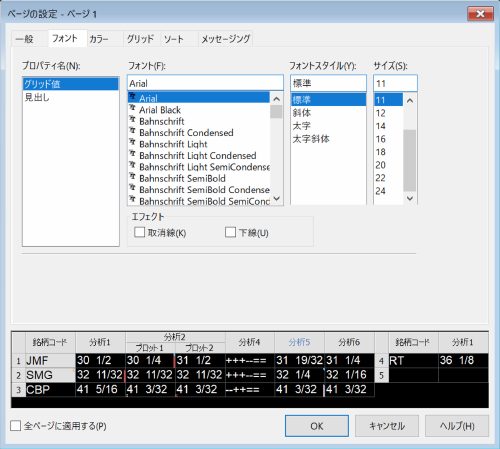 ページの設定 - ページ 1
一般 フォント カラー グリッド ソート メッセージング
プロパティ名(N): フォント(F): フォントスタイル(Y): サイズ(S):
グリッド値
見出し
Arial
Arial
Arial Black
Bahnschrift
Bahnschrift Condensed
Bahnschrift Light
Bahnschrift Light Condensed
Bahnschrift Light SemiCondense
Bahnschrift SemiBold
Bahnschrift SemiBold Condense
Bahnschrift SemiBold SemiConc
標準
標準
斜体
太字
太字斜体
11
11
12
14
16
18
20
22
24
エフェクト
取消線(K) 下線(U)
銘柄コード 分析1 分析2 分析4 分析5 分析6 銘柄コード 分析1
プロット1 プロット2
1 JMF 30 1/2 30 1/4 31 1/2 +++--== 31 19/32 31 1/4 4 RT 36 1/8
2 SMG 32 11/32 32 11/32 32 11/32 --++--== 32 1/4 32 1/16 5
3 CBP 41 5/16 41 3/32 41 3/32 --++== 41 3/32 41 3/32
全ページに適用する(P) OK キャンセル ヘルプ(H)